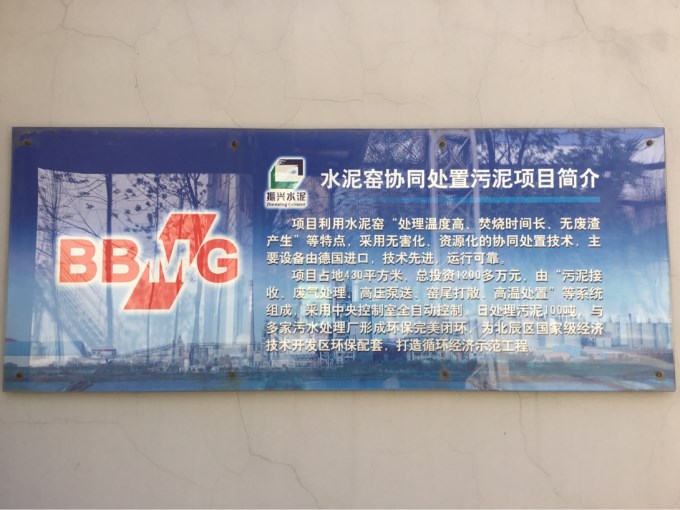 水泥窑协同处置污泥项目简介
振兴水泥
Zhenxing Cement
BBMG
项目利用水泥窑“处理温度高、焚烧时间长、无废渣
产生”等特点，采用无害化、资源化的协同处置技术，主
要设备由德国进口，技术先进，运行可靠。
项目占地430平方米，总投资1200多万元，由“污泥接
收、废气处理、高压泵送、窑尾打散、高温处置”等系统
组成，采用中央控制室全自动控制，日处理污泥100吨，与
多家污水处理厂形成环保完美闭环，为北辰区国家级经济
技术开发区环保配套，打造循环经济示范工程。